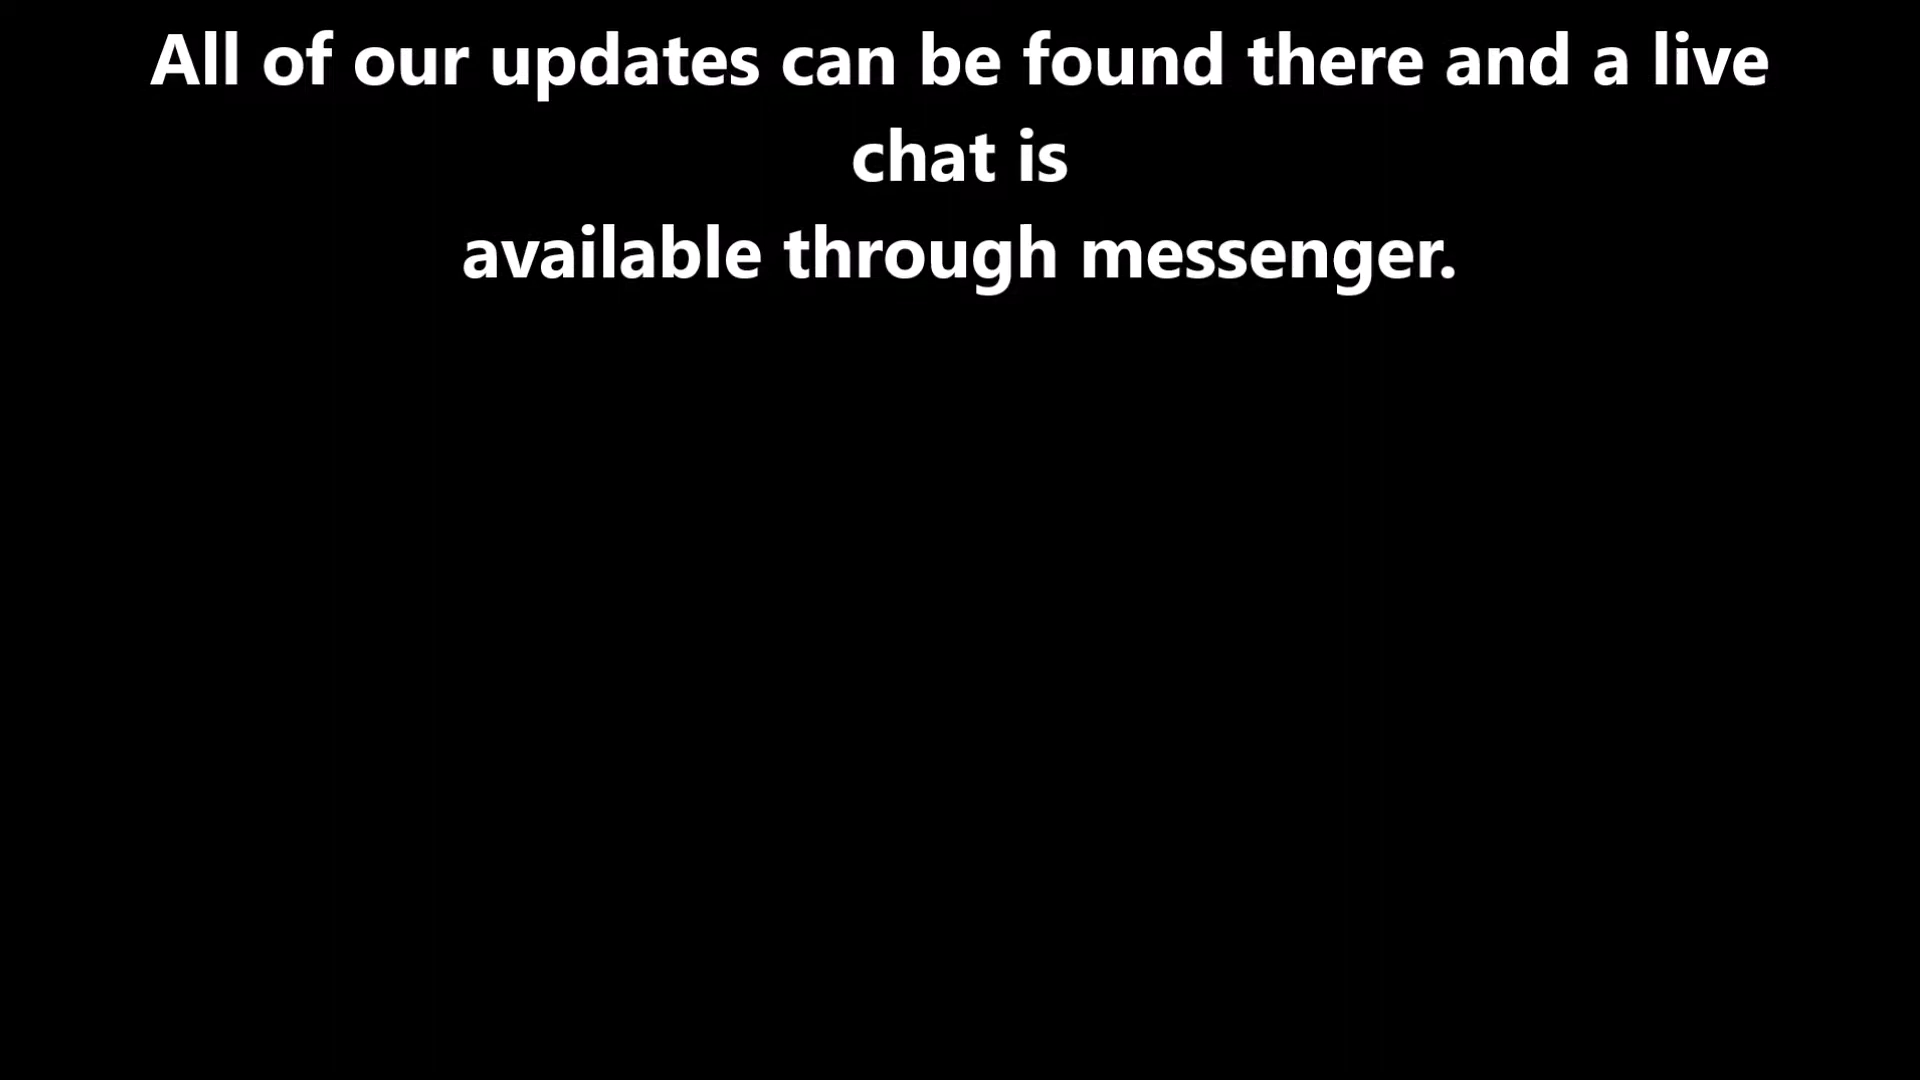 All of our updates can be found there and a live
chat is
available through messenger.